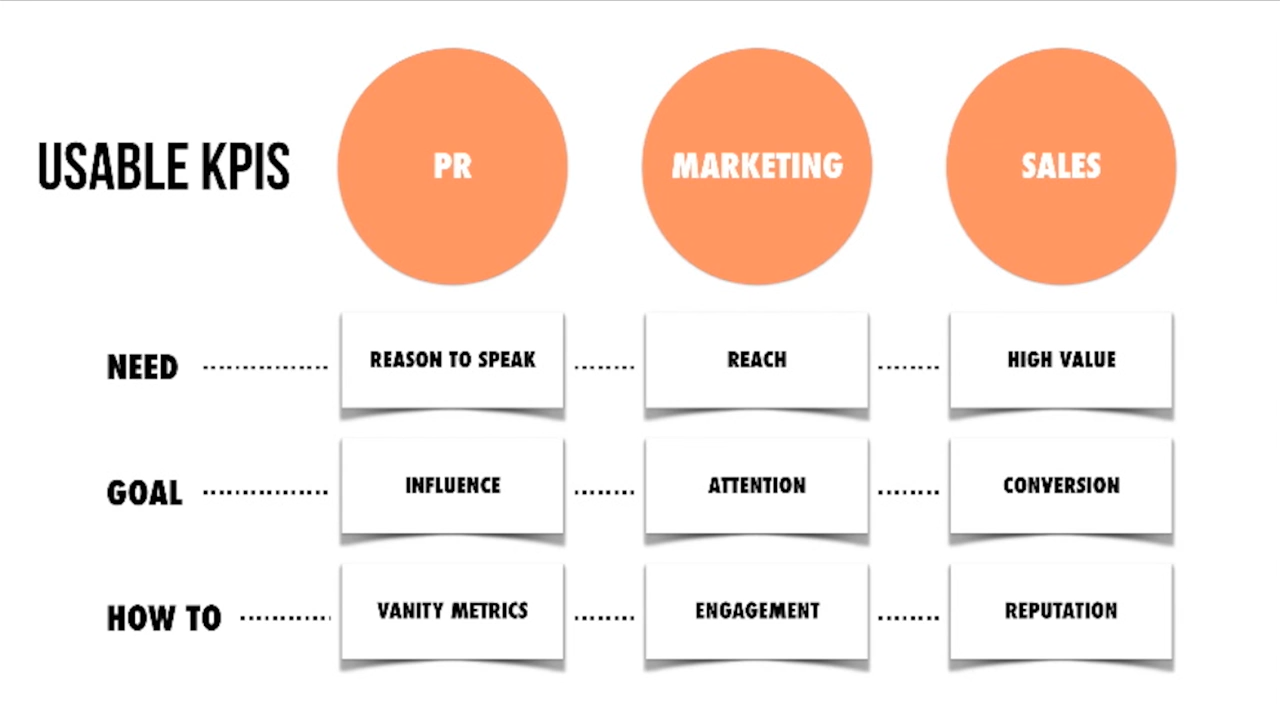 USABLE KPIS
PR
MARKETING
SALES
NEED
REASON TO SPEAK
REACH
HIGH VALUE
GOAL
INFLUENCE
ATTENTION
CONVERSION
HOW TO
VANITY METRICS
ENGAGEMENT
REPUTATION